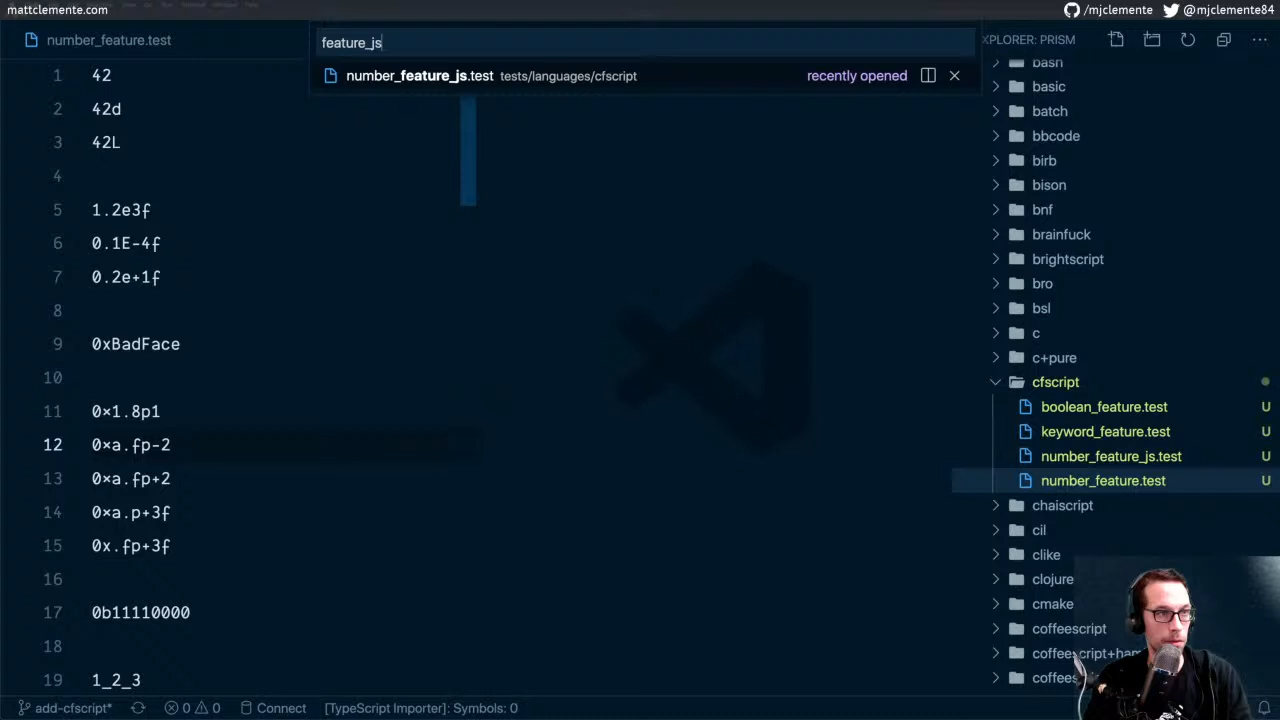 mattclemente.com
/mjclemente @mjclemente84
number_feature.test
feature_js
number_feature_js.test tests/languages/cfscript recently opened
XPLORER: PRISM
1 42
2 42d
3 42L
4
5 1.2e3f
6 0.1E-4f
7 0.2e+1f
8
9 0xBadFace
10
11 0x1.8p1
12 0xa.fp-2
13 0xa.fp+2
14 0xa.p+3f
15 0x.fp+3f
16
17 0b11110000
18
19 1_2_3
bash
basic
batch
bbcode
birb
bison
bnf
brainfuck
brightscript
bro
bsl
c
c+pure
cfscript
boolean_feature.test U
keyword_feature.test U
number_feature_js.test U
number_feature.test U
chaiscript
cil
clike
clojure
cmake
coffeescript
coffeescript+ham
coffees
add-cfscript* 0 0 Connect [TypeScript Importer]: Symbols: 0